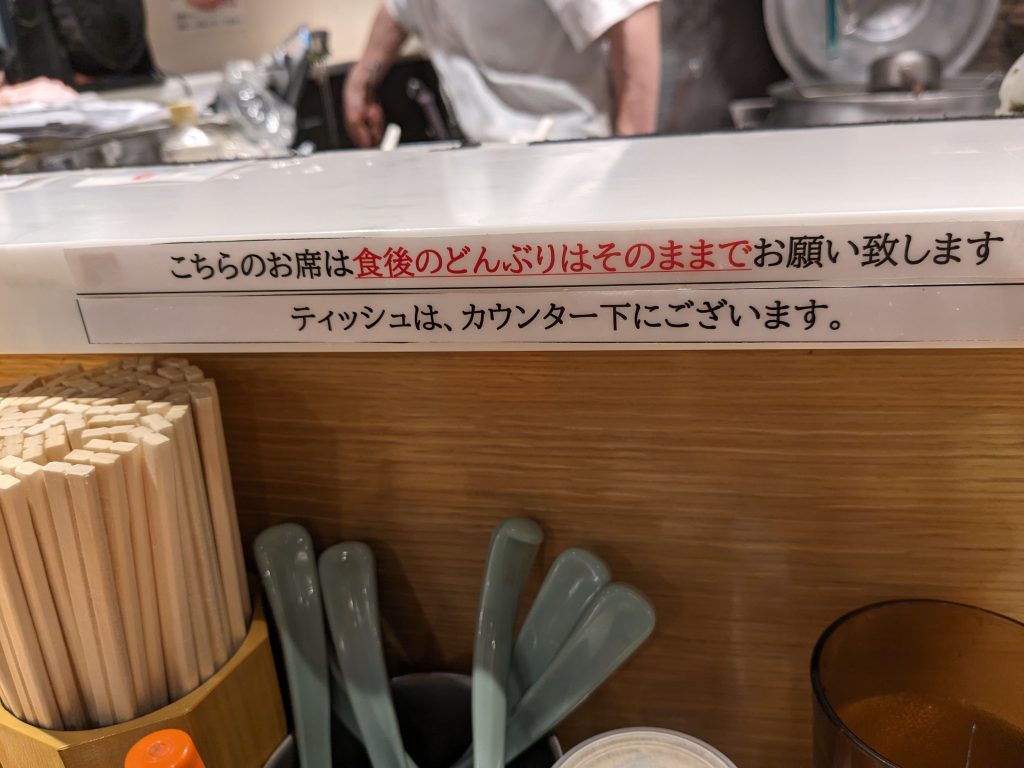 こちらのお席は食後のどんぶりはそのままでお願い致します
ティッシュは、カウンター下にございます。